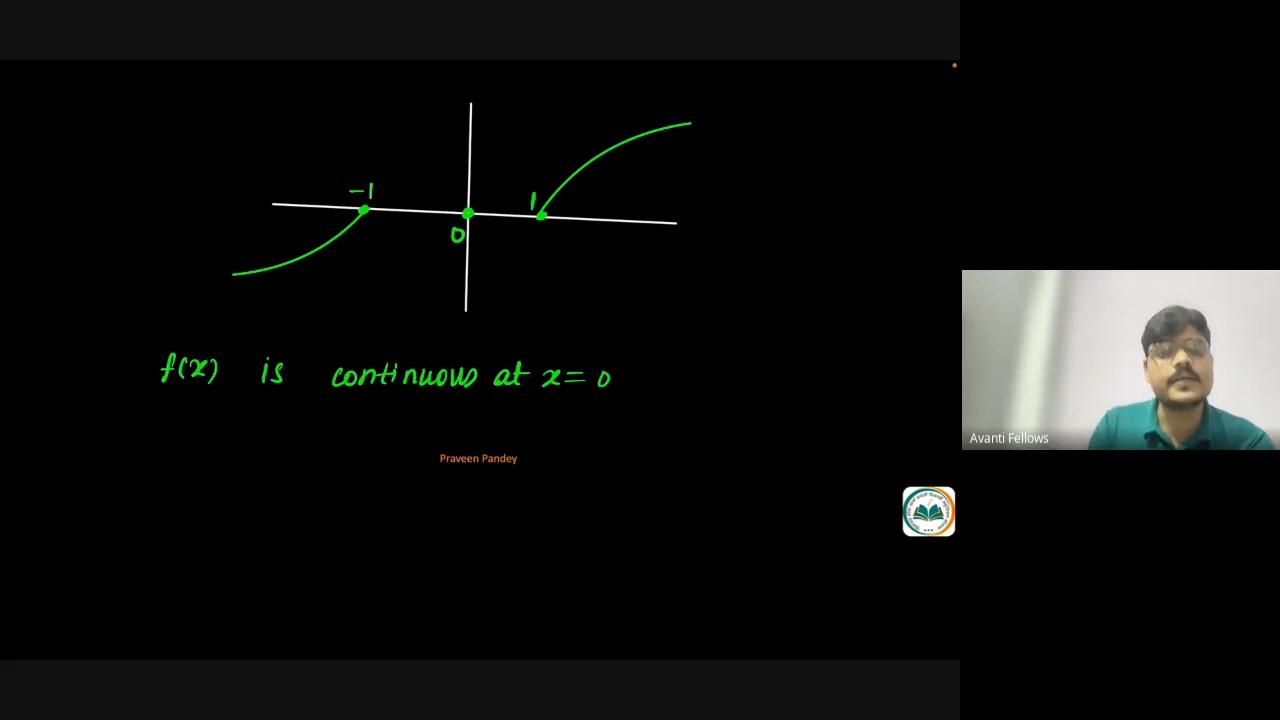 -1
1
0
f(x) is continuous at x = 0
Praveen Pandey
Avanti Fellows